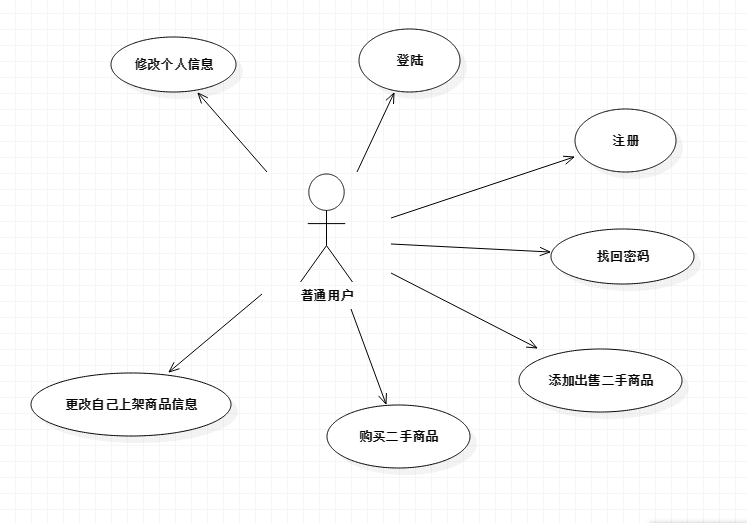 修改个人信息
登陆
注册
找回密码
普通用户
添加出售二手商品
更改自己上架商品信息
购买二手商品